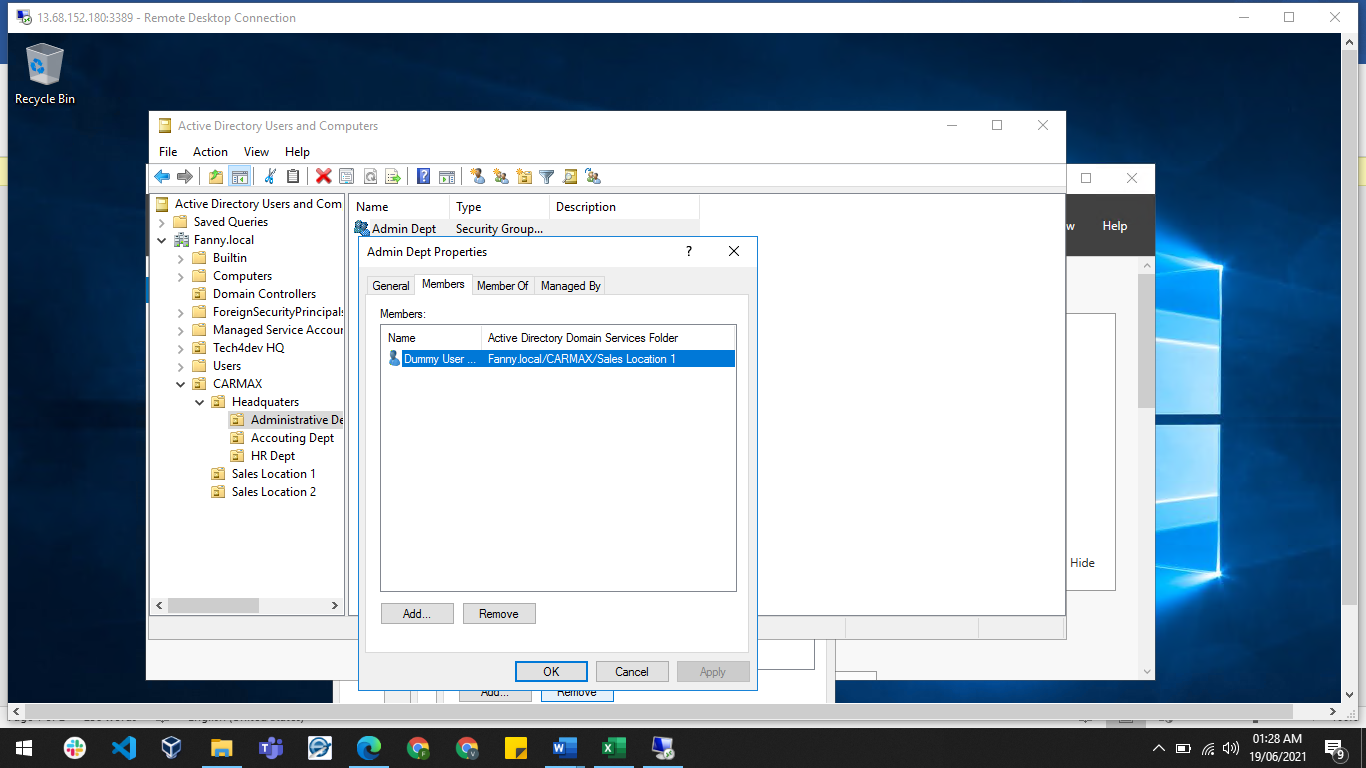 13.68.152.180:3389 - Remote Desktop Connection
Recycle Bin
Active Directory Users and Computers
File Action View Help
Active Directory Users and Com
Saved Queries
Fanny.local
Builtin
Computers
Domain Controllers
ForeignSecurityPrincipals
Managed Service Accour
Tech4dev HQ
Users
CARMAX
Headquaters
Administrative De
Accouting Dept
HR Dept
Sales Location 1
Sales Location 2
Name Type Description
Admin Dept Security Group...
Admin Dept Properties
?
General Members Member Of Managed By
Members:
Name Active Directory Domain Services Folder
Dummy User ... Fanny.local/CARMAX/Sales Location 1
Add... Remove
OK Cancel Apply
w Help
Hide
Add... Remove
English (United States)
01:28 AM
19/06/2021
9